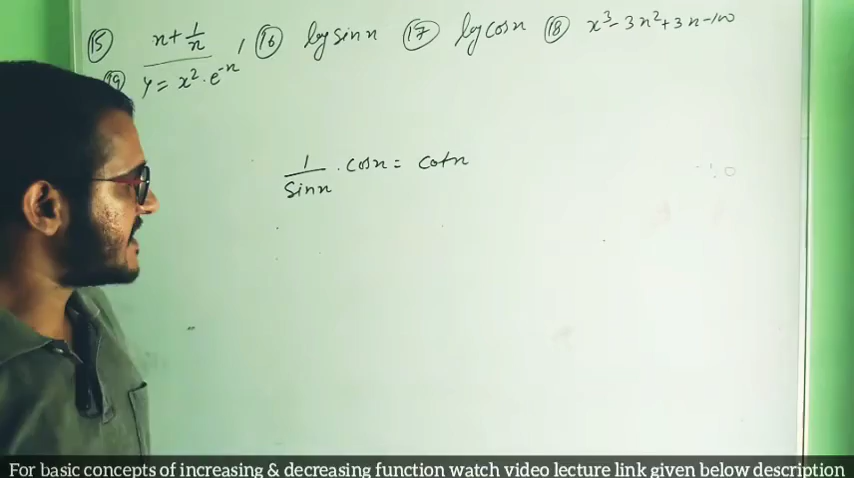 ⑮ x + 1/x , ⑯ log sin x ⑰ log cos x ⑱ x³ - 3x² + 3x - 100
⑲ y = x² · e⁻ˣ
1/sin x · cos x = cot x
For basic concepts of increasing & decreasing function watch video lecture link given below description